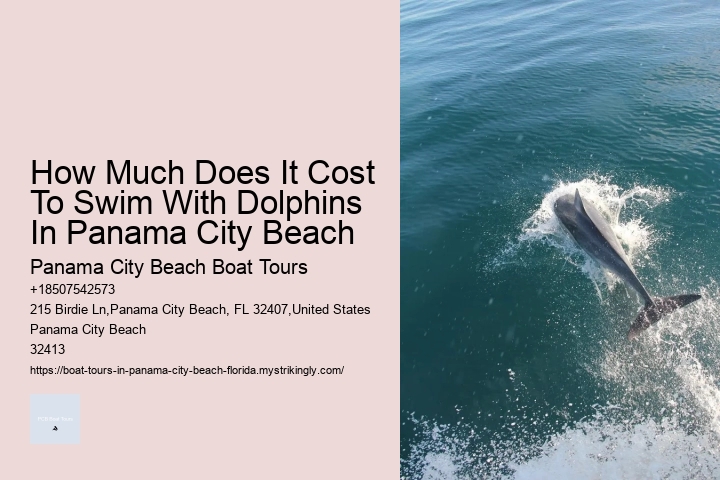 How Much Does It Cost
To Swim With Dolphins
In Panama City Beach
Panama City Beach Boat Tours
+18507542573
215 Birdie Ln,Panama City Beach, FL 32407,United States
Panama City Beach
32413
https://boat-tours-in-panama-city-beach-florida.mystrikingly.com/